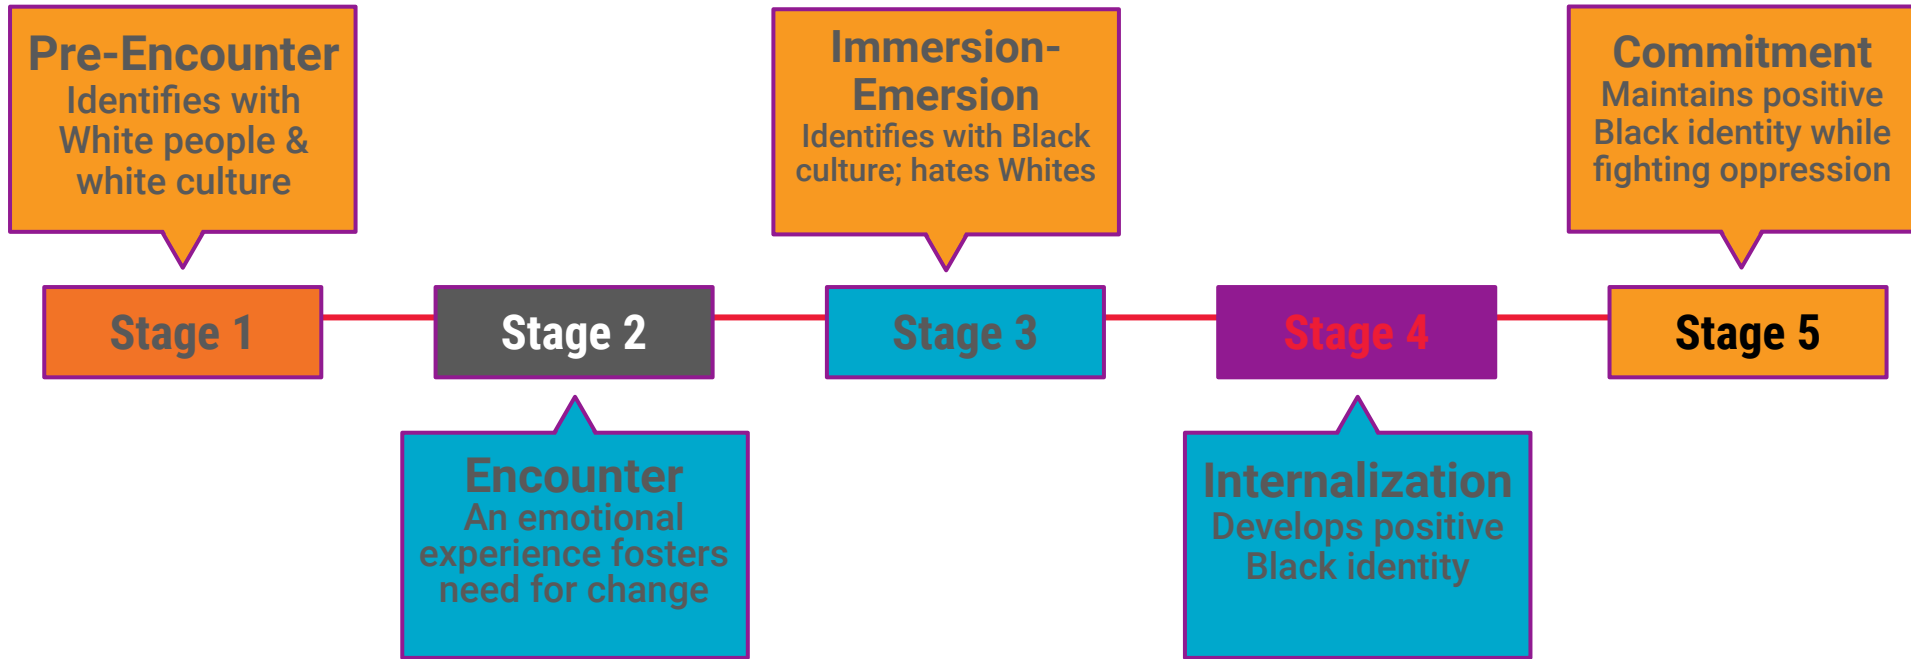 Pre-Encounter
Identifies with
White people &
white culture
Immersion-
Emersion
Identifies with Black
culture; hates Whites
Commitment
Maintains positive
Black identity while
fighting oppression
Stage 1
Stage 2
Stage 3
Stage 4
Stage 5
Encounter
An emotional
experience fosters
need for change
Internalization
Develops positive
Black identity